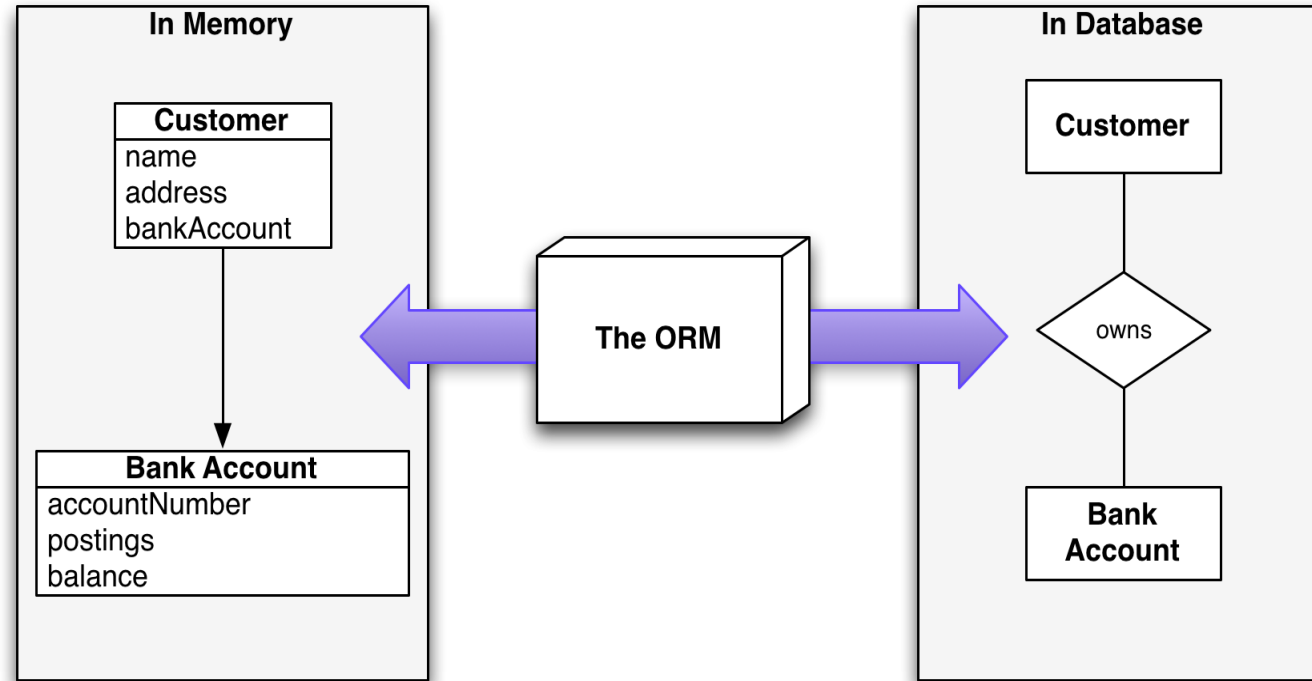 In Memory
Customer
name
address
bankAccount
Bank Account
accountNumber
postings
balance
The ORM
In Database
Customer
owns
Bank
Account